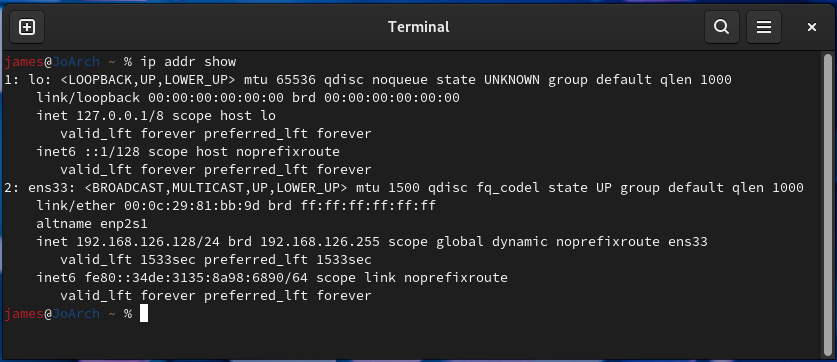 Terminal
james@JoArch ~ % ip addr show
1: lo: <LOOPBACK,UP,LOWER_UP> mtu 65536 qdisc noqueue state UNKNOWN group default qlen 1000
    link/loopback 00:00:00:00:00:00 brd 00:00:00:00:00:00
    inet 127.0.0.1/8 scope host lo
       valid_lft forever preferred_lft forever
    inet6 ::1/128 scope host noprefixroute
       valid_lft forever preferred_lft forever
2: ens33: <BROADCAST,MULTICAST,UP,LOWER_UP> mtu 1500 qdisc fq_codel state UP group default qlen 1000
    link/ether 00:0c:29:81:bb:9d brd ff:ff:ff:ff:ff:ff
    altname enp2s1
    inet 192.168.126.128/24 brd 192.168.126.255 scope global dynamic noprefixroute ens33
       valid_lft 1533sec preferred_lft 1533sec
    inet6 fe80::34de:3135:8a98:6890/64 scope link noprefixroute
       valid_lft forever preferred_lft forever
james@JoArch ~ %